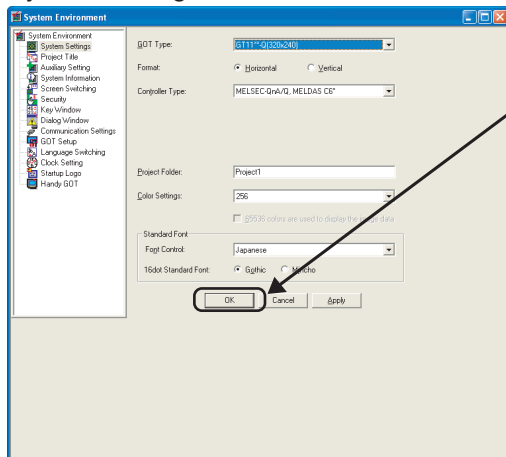 System Environment
System Environment
System Settings
Project Title
Auxiliary Setting
System Information
Screen Switching
Security
Key Window
Dialog Window
Communication Settings
GOT Setup
Language Switching
Clock Setting
Startup Logo
Handy GOT
GOT Type: GT11**-Q(320x240)
Format: Horizontal Vertical
Controller Type: MELSEC-QnA/Q, MELDAS C6*
Project Folder: Project1
Color Settings: 256
65536 colors are used to display the image data
Standard Font
Font Control: Japanese
16dot Standard Font: Gothic Mincho
OK Cancel Apply